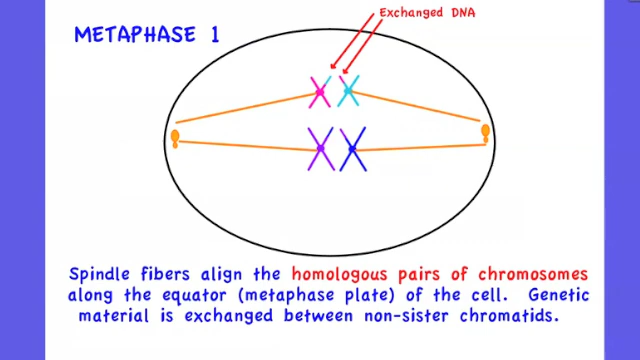 Exchanged DNA
METAPHASE 1
Spindle fibers align the homologous pairs of chromosomes
along the equator (metaphase plate) of the cell. Genetic
material is exchanged between non-sister chromatids.